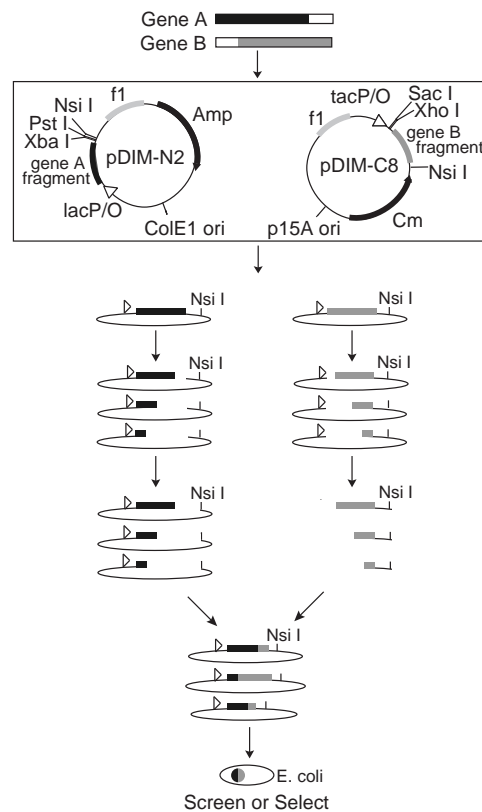 Gene A
Gene B
f1
Nsi I
Pst I
Xba I
Amp
gene A
fragment
pDIM-N2
lacP/O
ColE1 ori
tacP/O
Sac I
Xho I
f1
gene B
fragment
pDIM-C8
Nsi I
p15A ori
Cm
Nsi I
Nsi I
Nsi I
Nsi I
Nsi I
Nsi I
Nsi I
E. coli
Screen or Select